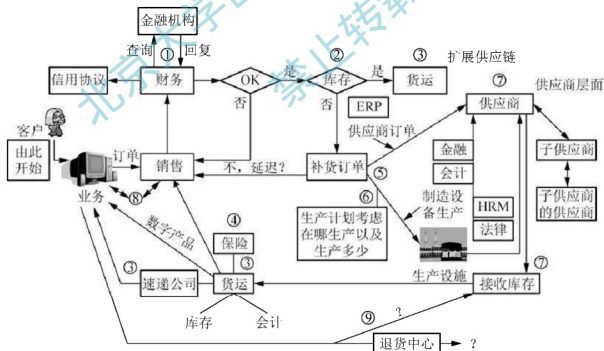 金融机构
查询
回复
①
②
③
扩展供应链
信用协议
财务
OK
是
库存
是
货运
⑦
供应商层面
否
否
ERP
供应商
客户
供应商订单
由此
开始
订单
销售
不，延迟？
补货订单
金融
子供应商
会计
⑤
⑧
⑥
制造设
备生产
业务
子供应商
的供应商
数字产品
④
生产计划考虑
在哪生产以及
生产多少
HRM
保险
法律
③
③
⑦
速递公司
货运
生产设施
接收库存
库存
会计
⑨
？
退货中心
？
北京大学
禁止转载